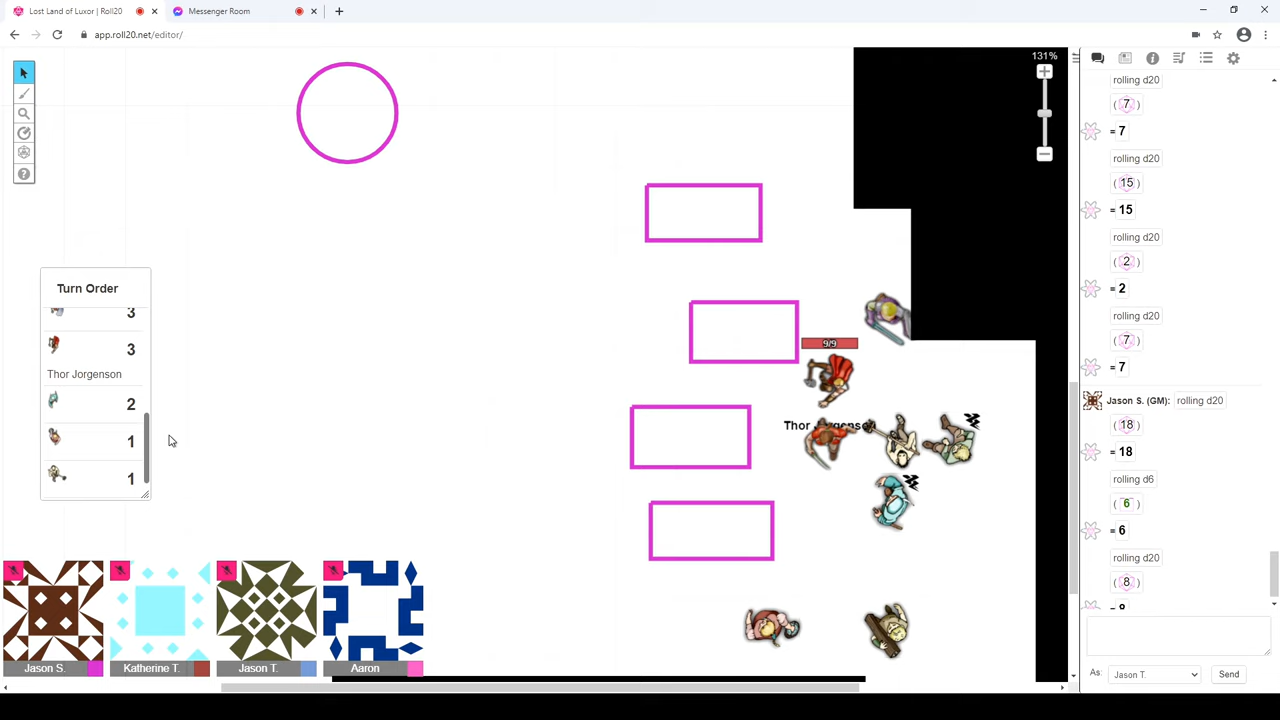 Lost Land of Luxor | Roll20
Messenger Room
app.roll20.net/editor/
131%
rolling d20
( 7 )
= 7
rolling d20
( 15 )
= 15
rolling d20
( 2 )
= 2
rolling d20
( 7 )
= 7
Jason S. (GM): rolling d20
( 18 )
= 18
rolling d6
( 6 )
= 6
rolling d20
( 8 )
= 8
As: Jason T. Send
Turn Order
3
3
Thor Jorgenson
2
1
1
9/9
Thor Jorgenson
Jason S.
Katherine T.
Jason T.
Aaron